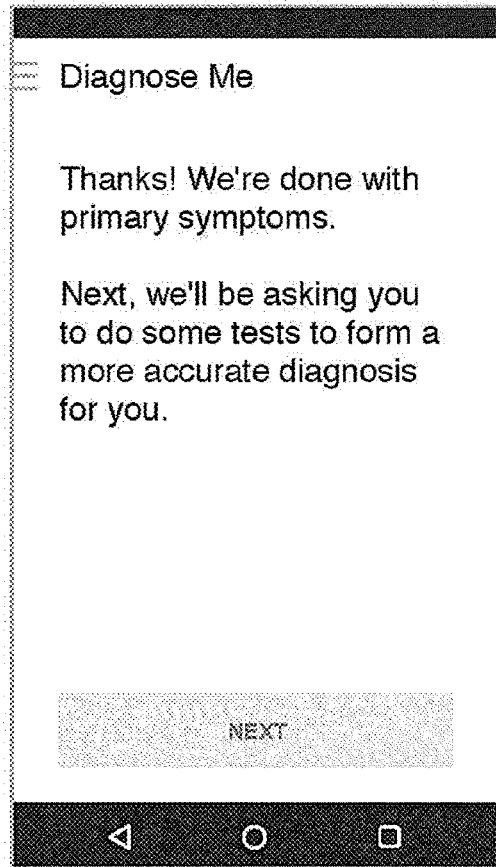 Diagnose Me
Thanks! We're done with
primary symptoms.
Next, we'll be asking you
to do some tests to form a
more accurate diagnosis
for you.
NEXT